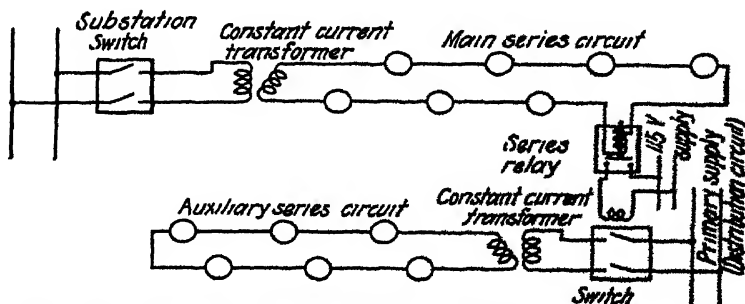 Substation
Switch
Constant current
transformer
Main series circuit
Series
relay
115 V
supply
Primary supply
(Distribution circuit)
Auxiliary series circuit
Constant current
transformer
Switch